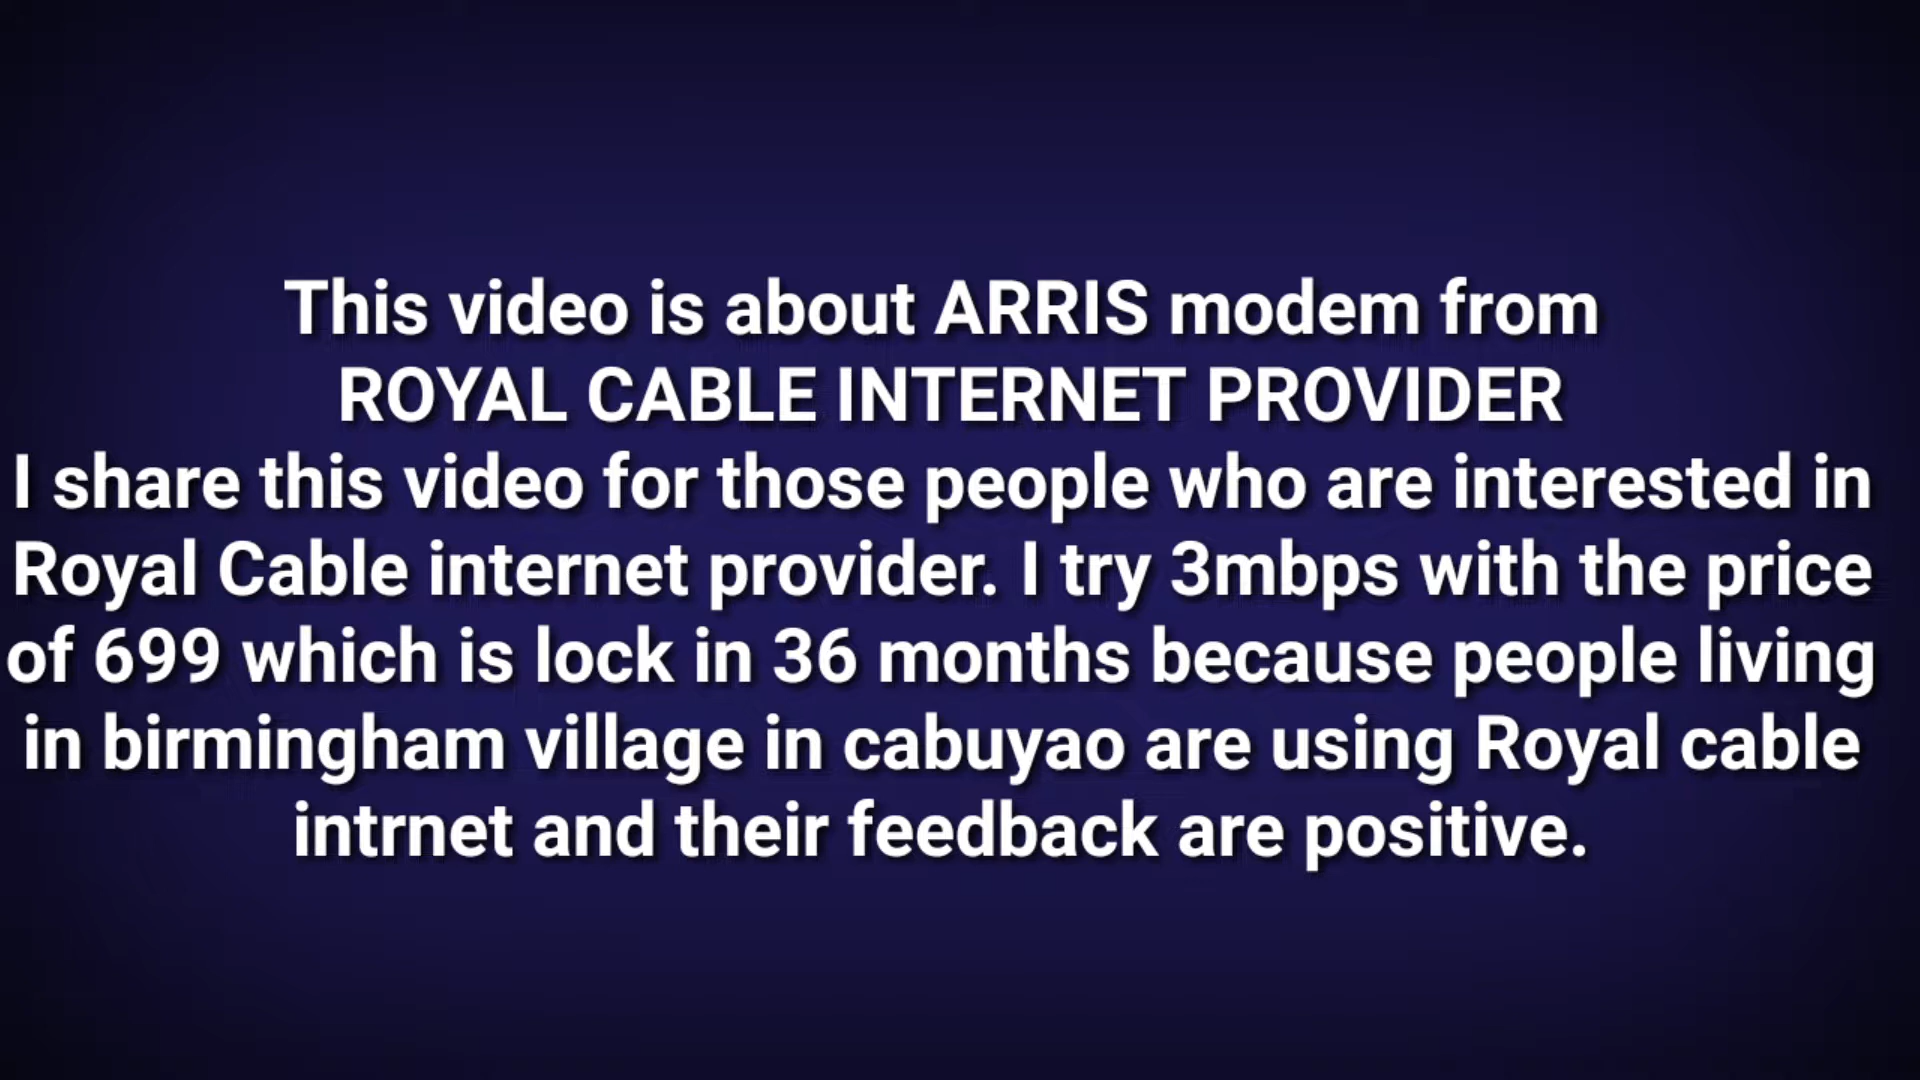 This video is about ARRIS modem from
ROYAL CABLE INTERNET PROVIDER
I share this video for those people who are interested in
Royal Cable internet provider. I try 3mbps with the price
of 699 which is lock in 36 months because people living
in birmingham village in cabuyao are using Royal cable
intrnet and their feedback are positive.